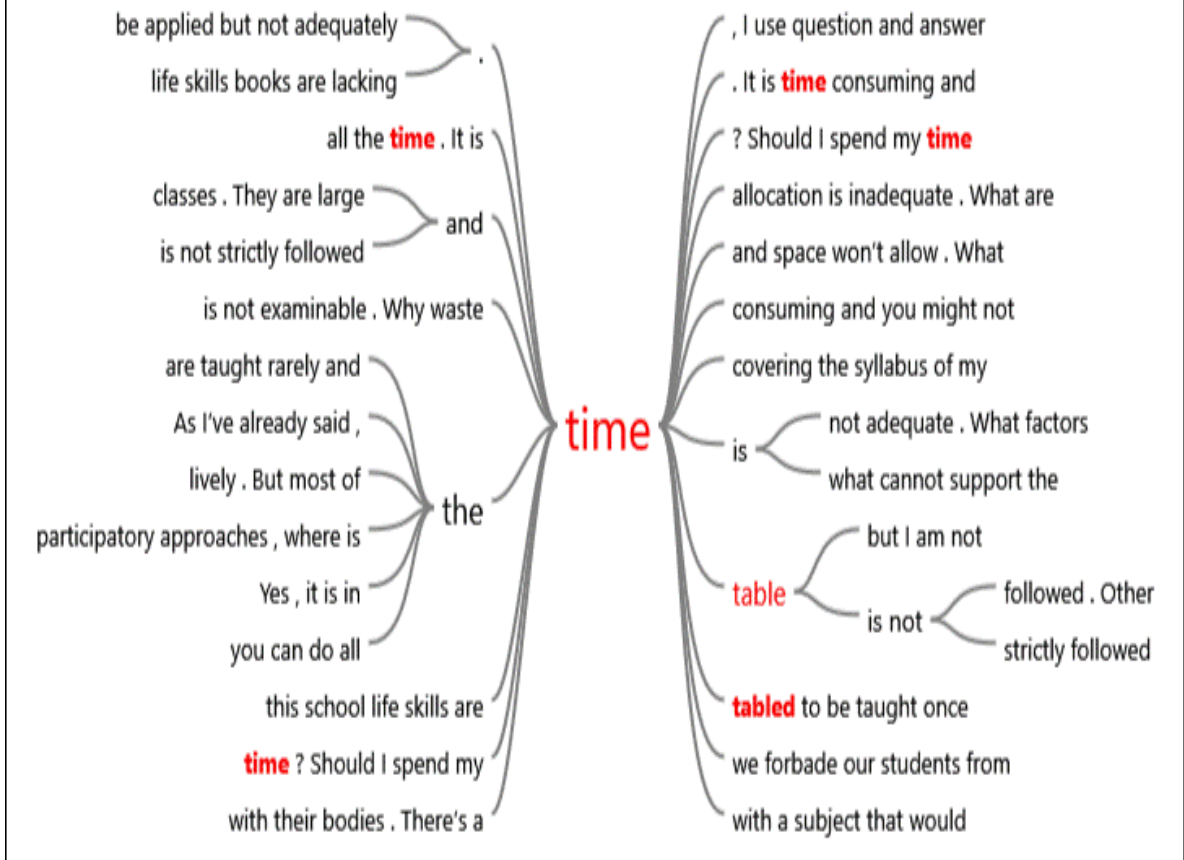 be applied but not adequately
life skills books are lacking
.
all the time . It is
classes . They are large
is not strictly followed
and
is not examinable . Why waste
are taught rarely and
As I've already said ,
lively . But most of
participatory approaches , where is
Yes , it is in
you can do all
the
this school life skills are
time ? Should I spend my
with their bodies . There's a
time
, I use question and answer
. It is time consuming and
? Should I spend my time
allocation is inadequate . What are
and space won't allow . What
consuming and you might not
covering the syllabus of my
is
not adequate . What factors
what cannot support the
table
but I am not
is not
followed . Other
strictly followed
tabled to be taught once
we forbade our students from
with a subject that would